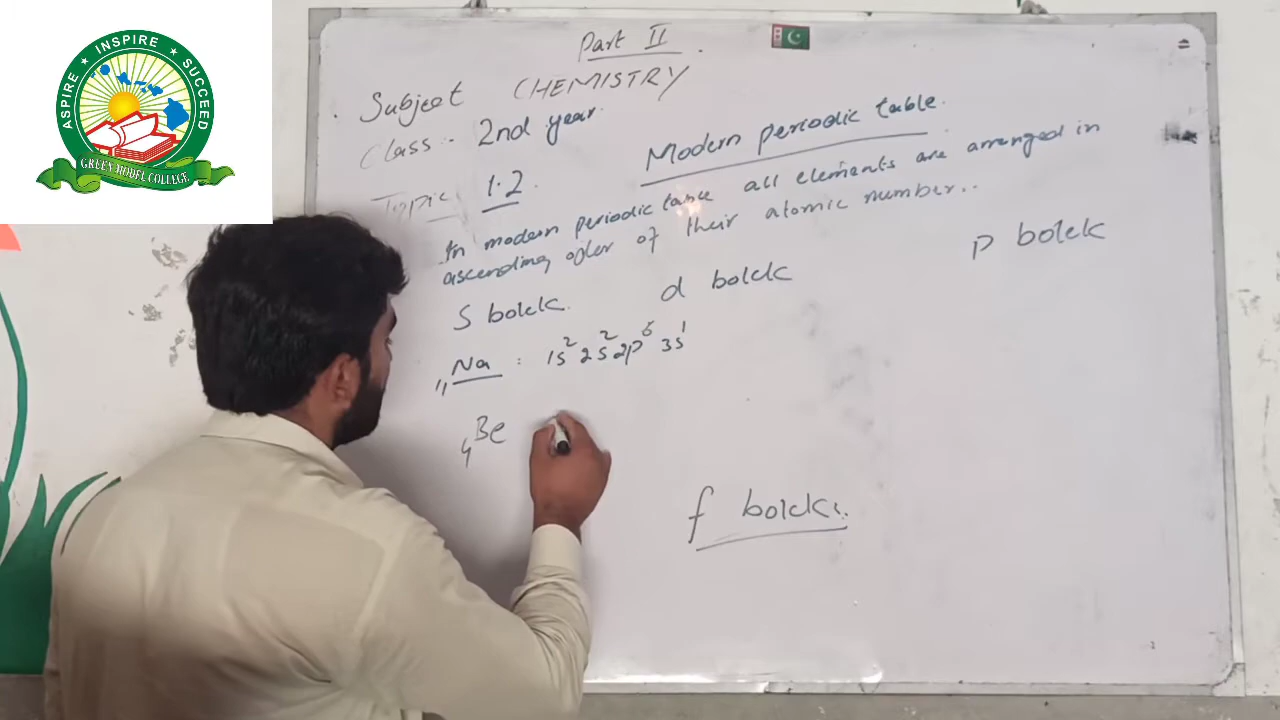 ASPIRE ★ INSPIRE ★ SUCCEED
GREEN MODEL COLLEGE
Part II.
Subject CHEMISTRY
Class :- 2nd year.
Topic 1.2.
Modern periodic table.
In modern periodic table all elements are arranged in
ascending order of their atomic number..
S bolck. d bolck p bolck
₁₁Na : 1s² 2s² 2p⁶ 3s¹
₄Be
f bolck:.